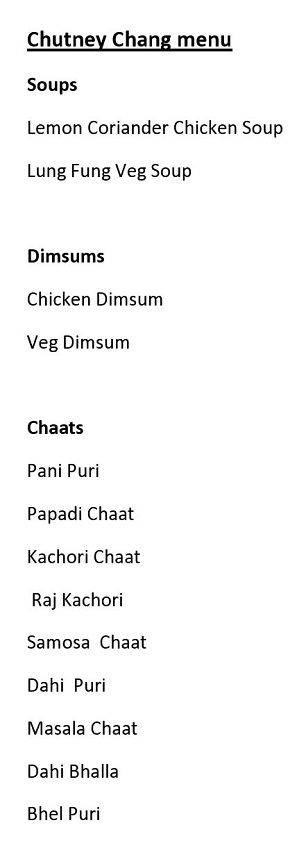 Chutney Chang menu
Soups
Lemon Coriander Chicken Soup
Lung Fung Veg Soup
Dimsums
Chicken Dimsum
Veg Dimsum
Chaats
Pani Puri
Papadi Chaat
Kachori Chaat
Raj Kachori
Samosa Chaat
Dahi Puri
Masala Chaat
Dahi Bhalla
Bhel Puri